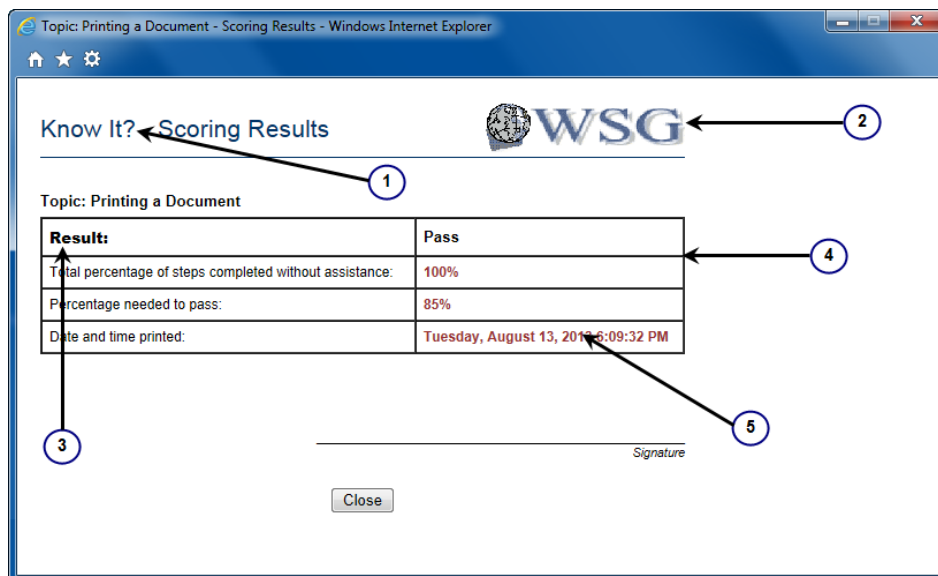 Topic: Printing a Document - Scoring Results - Windows Internet Explorer
Know It? - Scoring Results
WSG
2
1
Topic: Printing a Document
Result: Pass
4
Total percentage of steps completed without assistance: 100%
Percentage needed to pass: 85%
Date and time printed: Tuesday, August 13, 2013 6:09:32 PM
5
3
Signature
Close